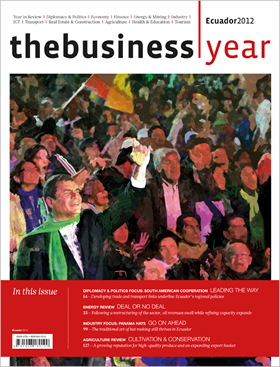 Year in Review | Diplomacy & Politics | Economy | Finance | Energy & Mining | Industry |
ICT | Transport | Real Estate & Construction | Agriculture | Health & Education | Tourism
Ecuador2012
thebusiness year
In this issue
DIPLOMACY & POLITICS FOCUS: SOUTH AMERICAN COOPERATION LEADING THE WAY
14 – Developing trade and transport links underline Ecuador's regional policies
ENERGY REVIEW DEAL OR NO DEAL
55 – Following a restructuring of the sector, oil revenues swell while refining capacity expands
INDUSTRY FOCUS: PANAMA HATS GO ON AHEAD
99 – The traditional art of hat making still thrives in Ecuador
AGRICULTURE REVIEW CULTIVATION & CONSERVATION
127 – A growing reputation for high-quality produce and an expanding export basket